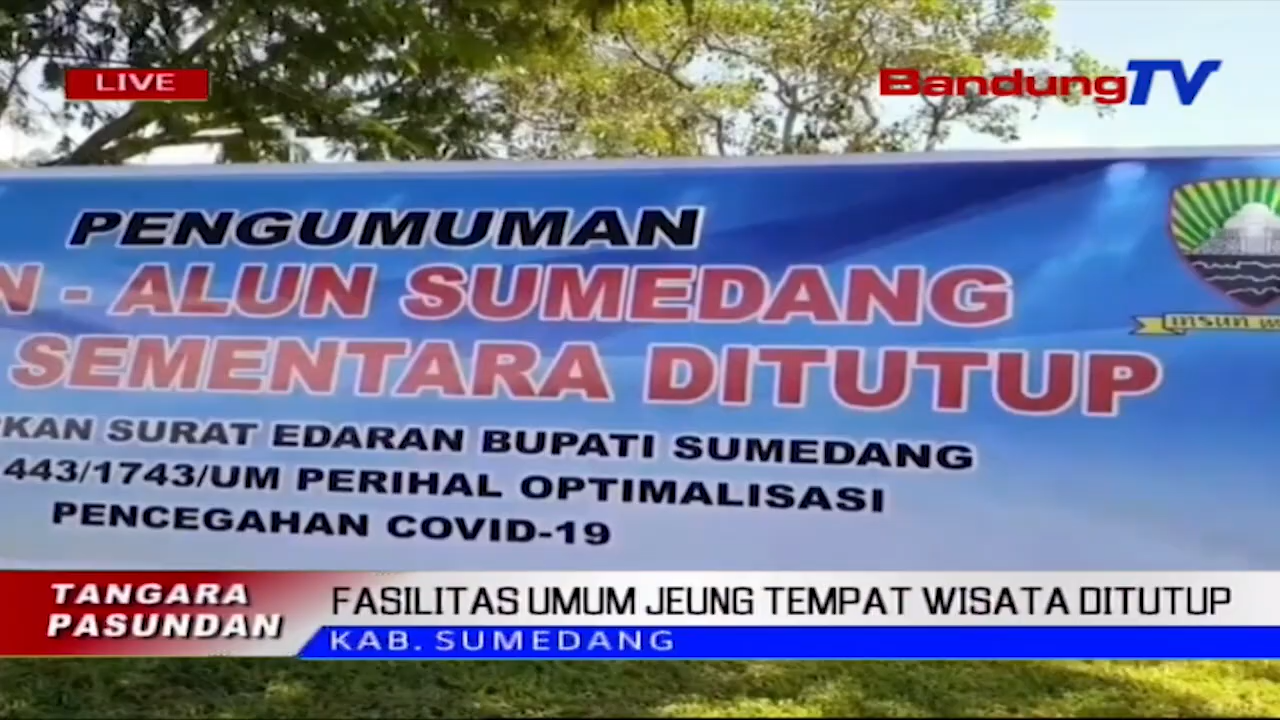 LIVE
BandungTV
PENGUMUMAN
- ALUN SUMEDANG
SEMENTARA DITUTUP
SURAT EDARAN BUPATI SUMEDANG
443/1743/UM PERIHAL OPTIMALISASI
PENCEGAHAN COVID-19
INSUN
TANGARA
PASUNDAN
FASILITAS UMUM JEUNG TEMPAT WISATA DITUTUP
KAB. SUMEDANG